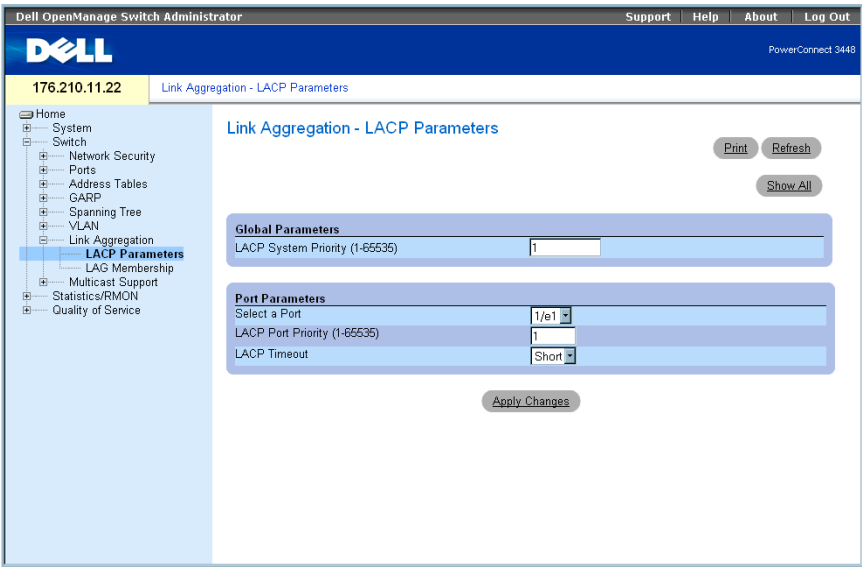 Dell OpenManage Switch Administrator
Support | Help | About | Log Out
DELL
PowerConnect 3448
176.210.11.22
Link Aggregation - LACP Parameters
Home
System
Switch
Network Security
Ports
Address Tables
GARP
Spanning Tree
VLAN
Link Aggregation
LACP Parameters
LAG Membership
Multicast Support
Statistics/RMON
Quality of Service
Link Aggregation - LACP Parameters
Print Refresh
Show All
Global Parameters
LACP System Priority (1-65535) 1
Port Parameters
Select a Port 1/e1
LACP Port Priority (1-65535) 1
LACP Timeout Short
Apply Changes